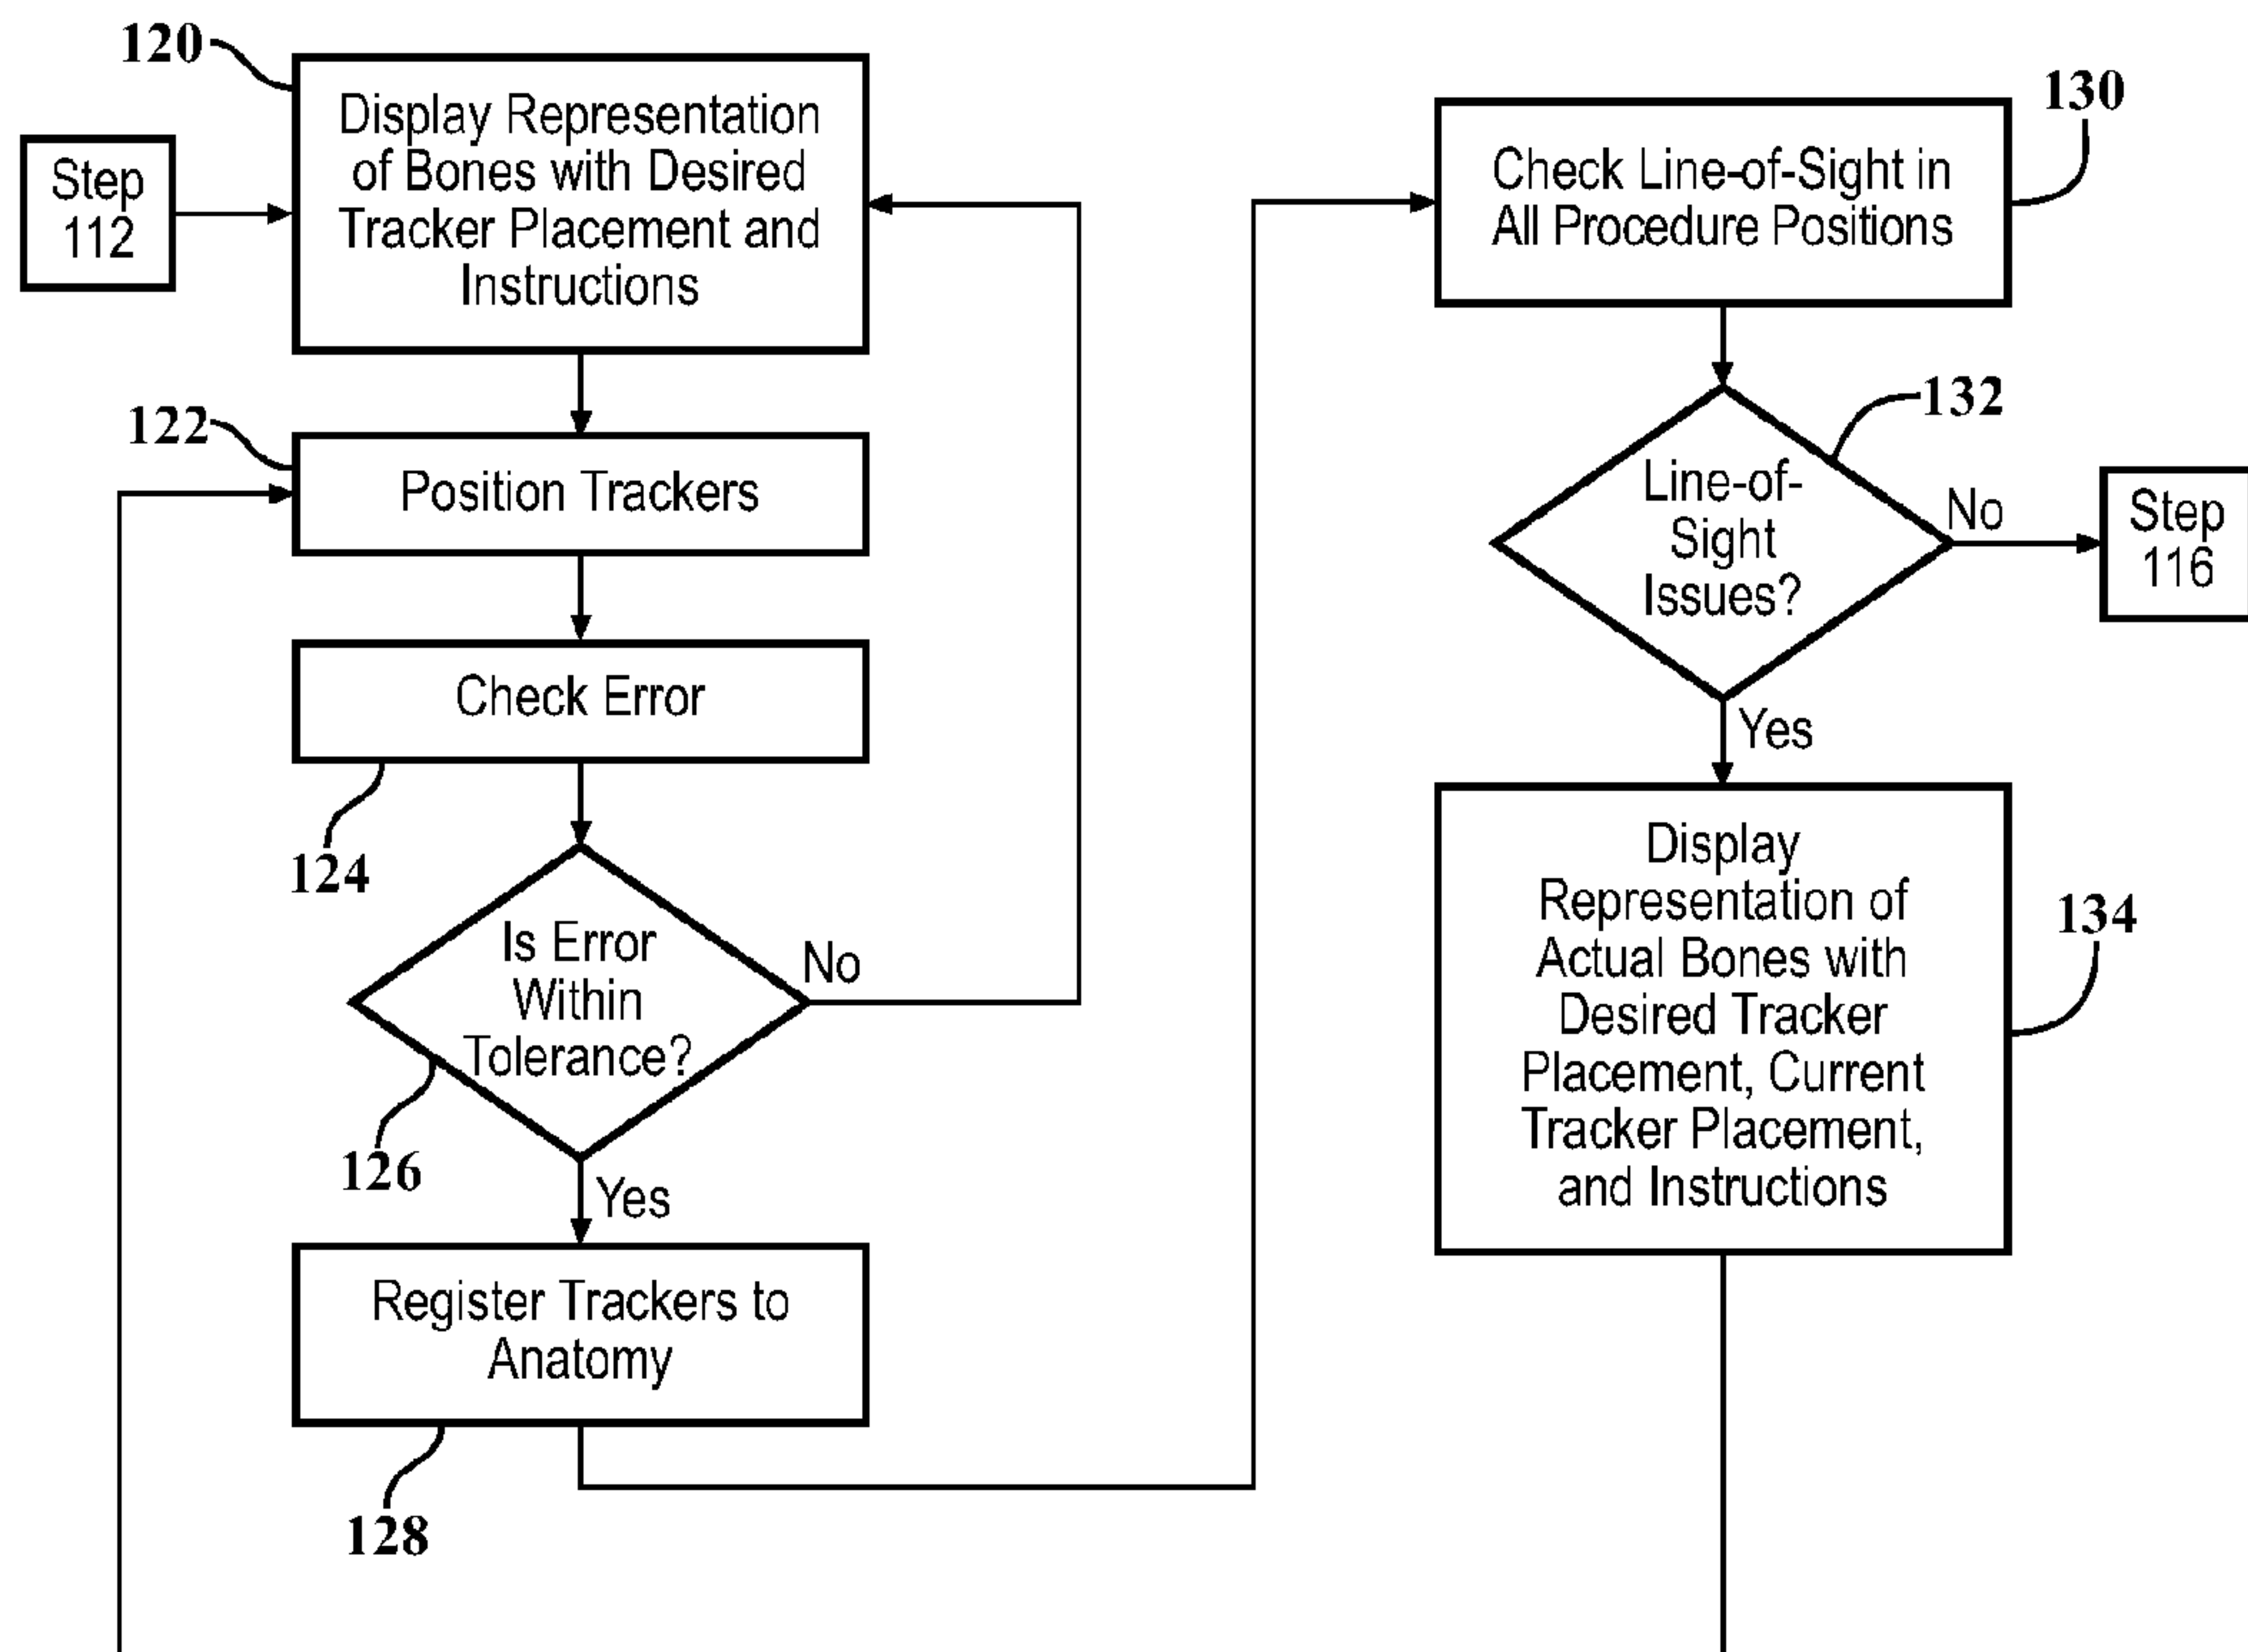 120
Display Representation
of Bones with Desired
Tracker Placement and
Instructions
Step
112
122
Position Trackers
Check Error
124
Is Error
Within
Tolerance?
No
126
Yes
Register Trackers to
Anatomy
128
130
Check Line-of-Sight in
All Procedure Positions
132
Line-of-
Sight
Issues?
No
Step
116
Yes
Display
Representation of
Actual Bones with
Desired Tracker
Placement, Current
Tracker Placement,
and Instructions
134